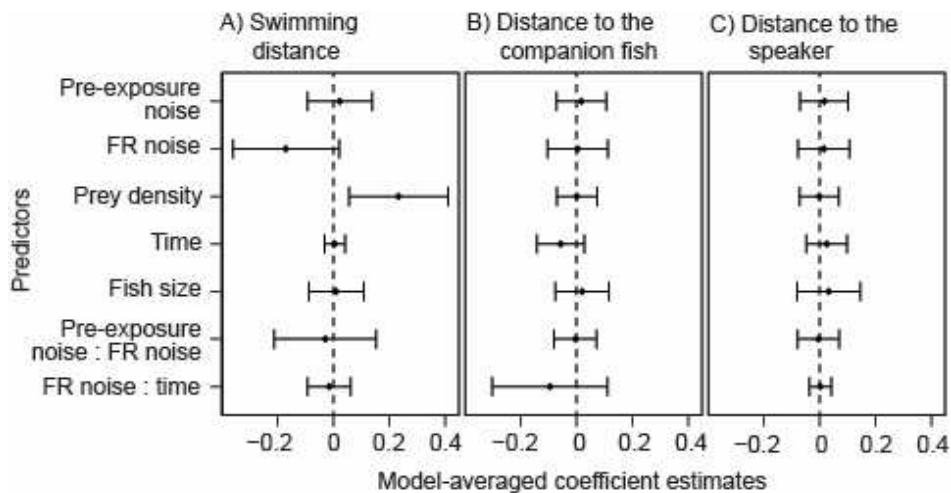 A) Swimming distance
B) Distance to the companion fish
C) Distance to the speaker
Predictors
Pre-exposure
noise
FR noise
Prey density
Time
Fish size
Pre-exposure
noise : FR noise
FR noise : time
−0.2 0 0.2 0.4
−0.2 0 0.2 0.4
−0.2 0 0.2 0.4
Model-averaged coefficient estimates